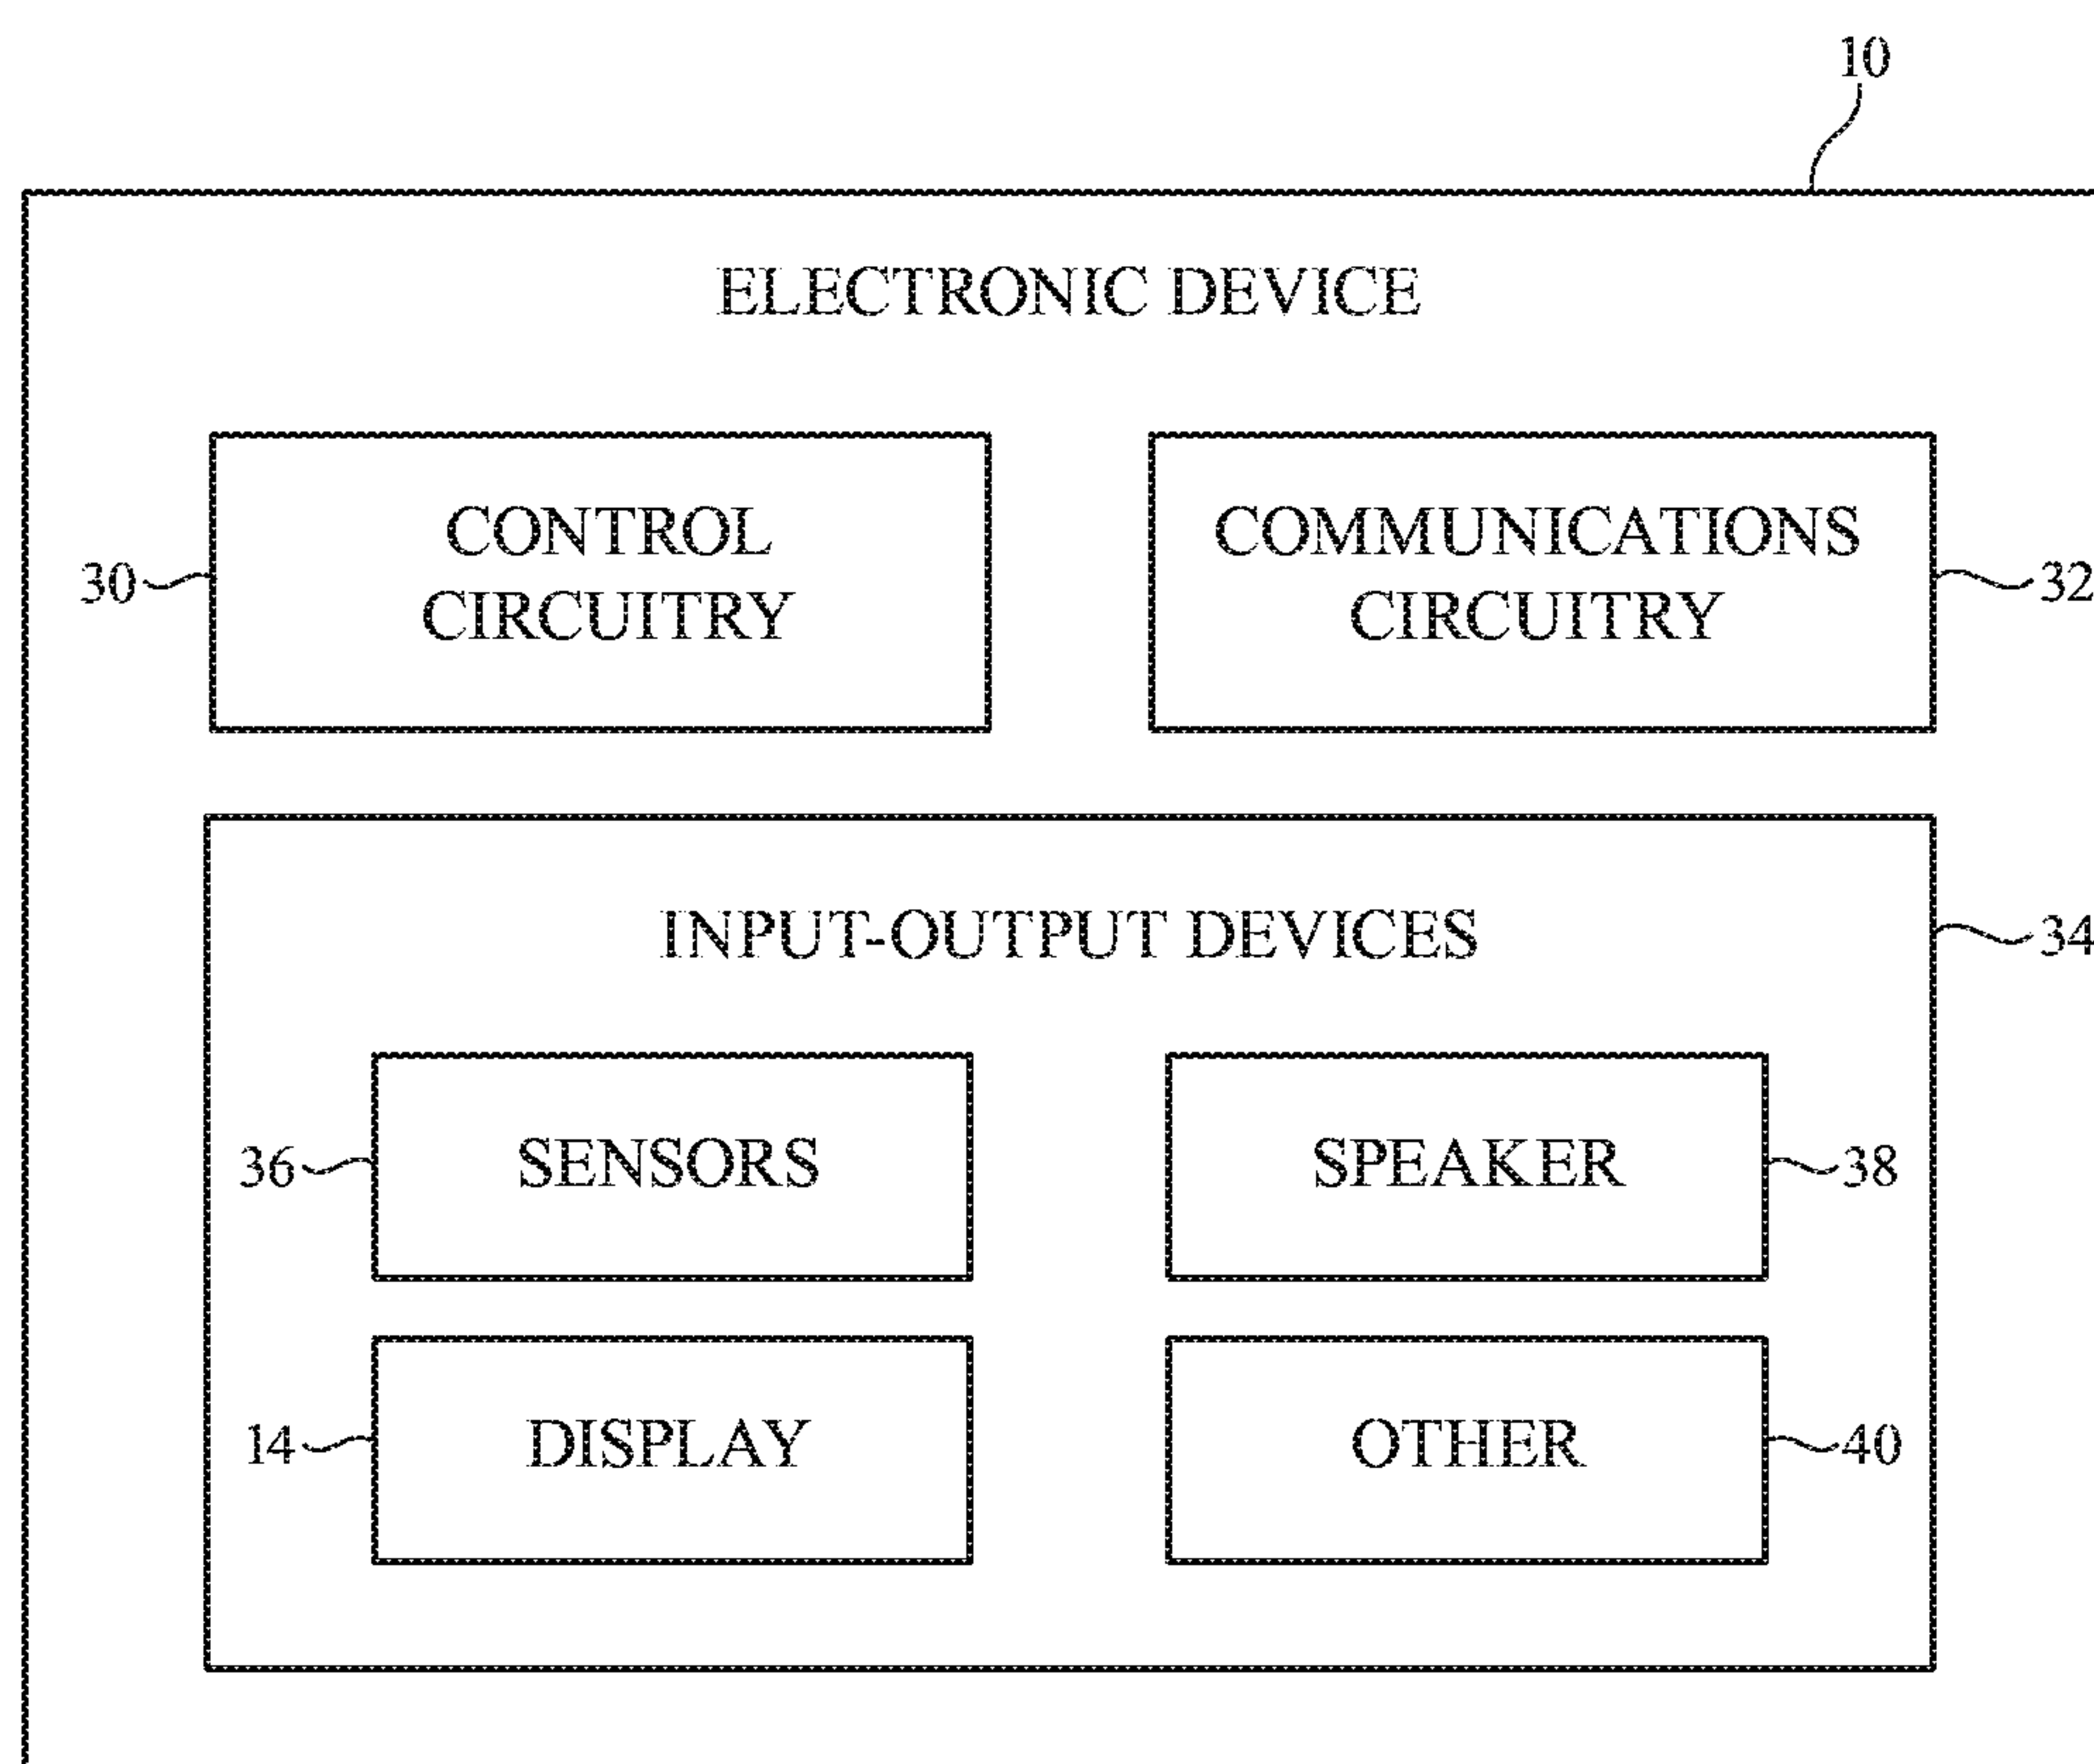 10
ELECTRONIC DEVICE
CONTROL
CIRCUITRY
30
COMMUNICATIONS
CIRCUITRY
32
INPUT-OUTPUT DEVICES
34
36
SENSORS
SPEAKER
38
14
DISPLAY
OTHER
40